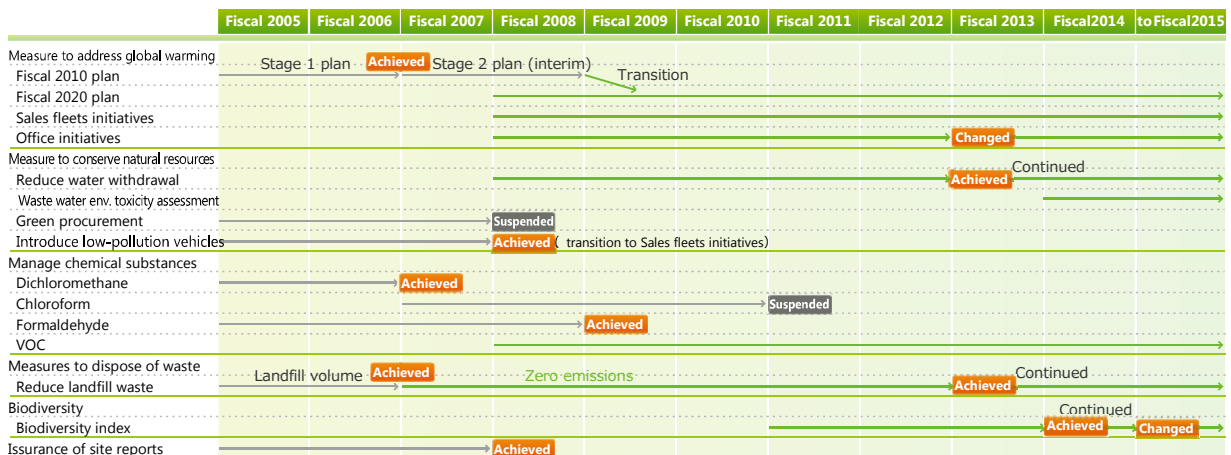 Fiscal 2005 Fiscal 2006 Fiscal 2007 Fiscal 2008 Fiscal 2009 Fiscal 2010 Fiscal 2011 Fiscal 2012 Fiscal 2013 Fiscal2014 to Fiscal2015
Measure to address global warming
Stage 1 plan Achieved Stage 2 plan (interim)
Fiscal 2010 plan Transition
Fiscal 2020 plan
Sales fleets initiatives
Office initiatives Changed
Measure to conserve natural resources Continued
Reduce water withdrawal Achieved
Waste water env. toxicity assessment
Green procurement Suspended
Introduce low-pollution vehicles Achieved ( transition to Sales fleets initiatives)
Manage chemical substances
Dichloromethane Achieved
Chloroform Suspended
Formaldehyde Achieved
VOC
Measures to dispose of waste
Landfill volume Achieved Zero emissions Continued
Reduce landfill waste Achieved
Biodiversity Continued
Biodiversity index Achieved Changed
Issurance of site reports Achieved